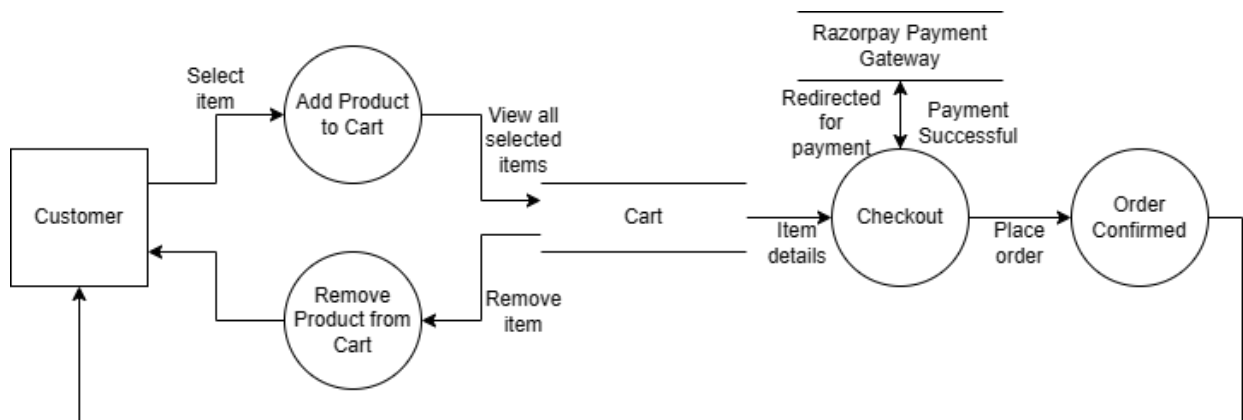 Razorpay Payment
Gateway
Select
item
Add Product
to Cart
View all
selected
items
Redirected
for
payment
Payment
Successful
Customer
Cart
Item
details
Checkout
Place
order
Order
Confirmed
Remove
Product from
Cart
Remove
item